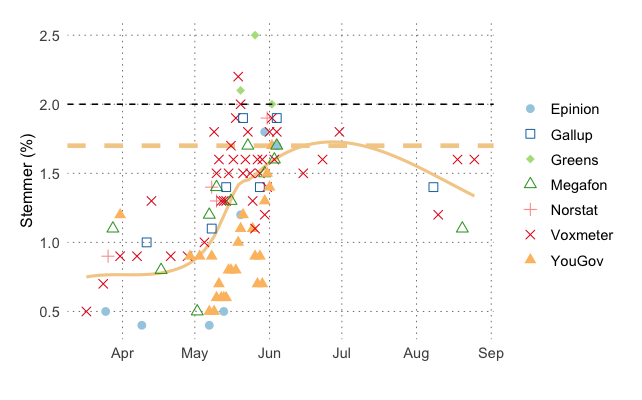 2.5
2.0
1.5
1.0
0.5
Stemmer (%)
Apr May Jun Jul Aug Sep
Epinion
Gallup
Greens
Megafon
Norstat
Voxmeter
YouGov